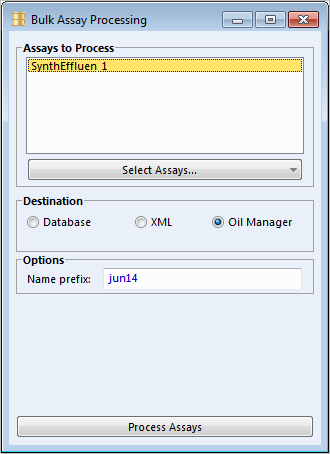 Bulk Assay Processing
Assays to Process
SynthEffluen 1
Select Assays...
Destination
Database XML Oil Manager
Options
Name prefix: jun14
Process Assays